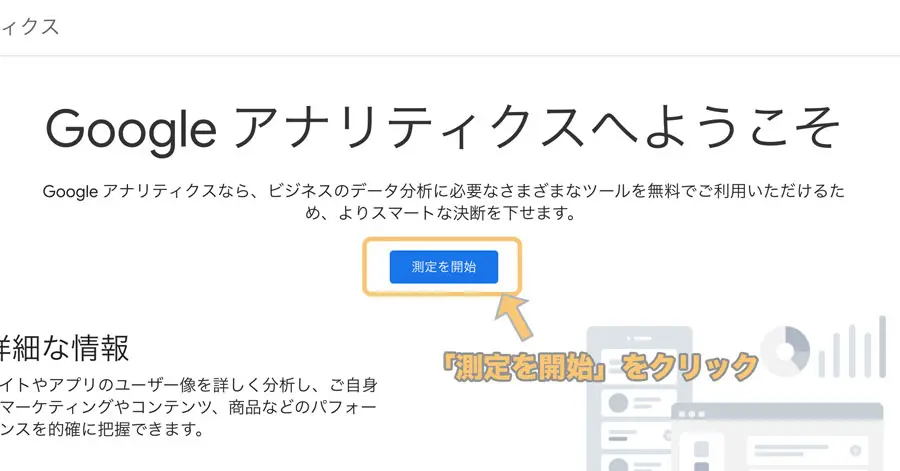 ィクス
Google アナリティクスへようこそ
Google アナリティクスなら、ビジネスのデータ分析に必要なさまざまなツールを無料でご利用いただけるた
め、よりスマートな決断を下せます。
測定を開始
「測定を開始」をクリック
詳細な情報
イトやアプリのユーザー像を詳しく分析し、ご自身
マーケティングやコンテンツ、商品などのパフォー
ンスを的確に把握できます。